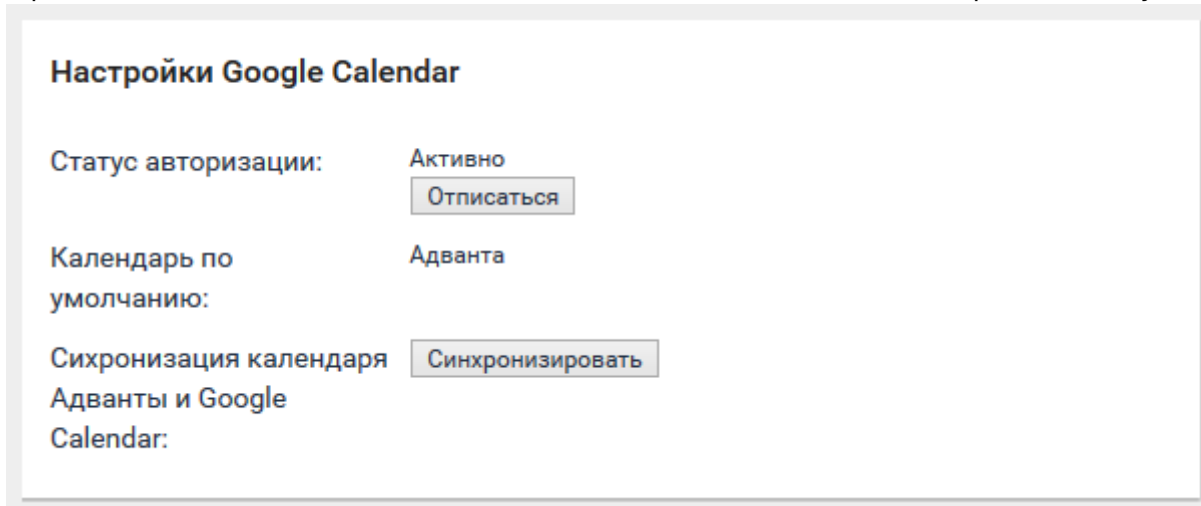 Настройки Google Calendar
Статус авторизации: Активно
Отписаться
Календарь по Адванта
умолчанию:
Сихронизация календаря Синхронизировать
Адванты и Google
Calendar: